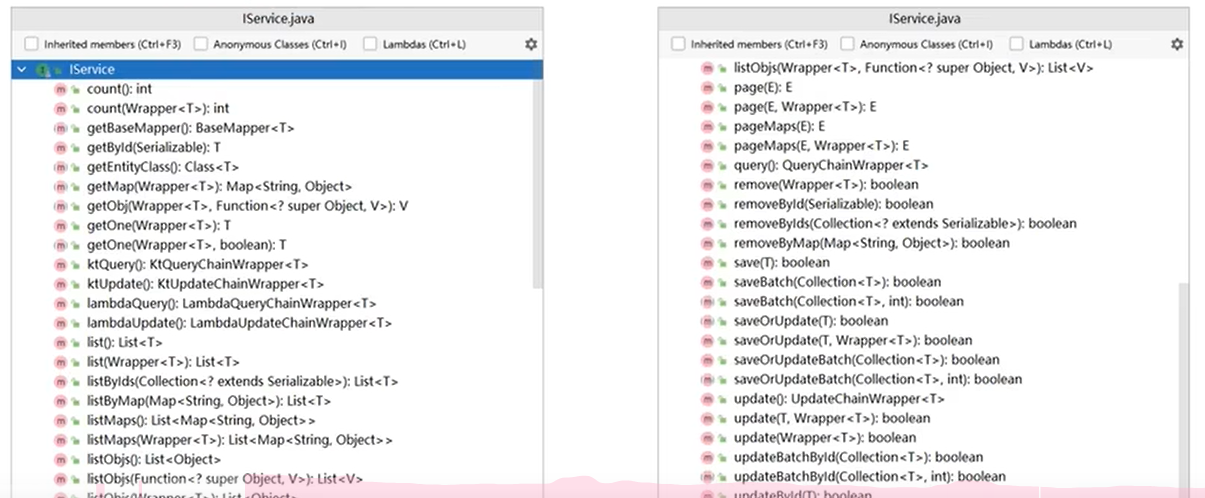 IService.java
Inherited members (Ctrl+F3) Anonymous Classes (Ctrl+I) Lambdas (Ctrl+L)
IService
count(): int
count(Wrapper<T>): int
getBaseMapper(): BaseMapper<T>
getById(Serializable): T
getEntityClass(): Class<T>
getMap(Wrapper<T>): Map<String, Object>
getObj(Wrapper<T>, Function<? super Object, V>): V
getOne(Wrapper<T>): T
getOne(Wrapper<T>, boolean): T
ktQuery(): KtQueryChainWrapper<T>
ktUpdate(): KtUpdateChainWrapper<T>
lambdaQuery(): LambdaQueryChainWrapper<T>
lambdaUpdate(): LambdaUpdateChainWrapper<T>
list(): List<T>
list(Wrapper<T>): List<T>
listByIds(Collection<? extends Serializable>): List<T>
listByMap(Map<String, Object>): List<T>
listMaps(): List<Map<String, Object>>
listMaps(Wrapper<T>): List<Map<String, Object>>
listObjs(): List<Object>
listObjs(Function<? super Object, V>): List<V>
listObjs(Wrapper<T>): List<Object>
IService.java
Inherited members (Ctrl+F3) Anonymous Classes (Ctrl+I) Lambdas (Ctrl+L)
listObjs(Wrapper<T>, Function<? super Object, V>): List<V>
page(E): E
page(E, Wrapper<T>): E
pageMaps(E): E
pageMaps(E, Wrapper<T>): E
query(): QueryChainWrapper<T>
remove(Wrapper<T>): boolean
removeById(Serializable): boolean
removeByIds(Collection<? extends Serializable>): boolean
removeByMap(Map<String, Object>): boolean
save(T): boolean
saveBatch(Collection<T>): boolean
saveBatch(Collection<T>, int): boolean
saveOrUpdate(T): boolean
saveOrUpdate(T, Wrapper<T>): boolean
saveOrUpdateBatch(Collection<T>): boolean
saveOrUpdateBatch(Collection<T>, int): boolean
update(): UpdateChainWrapper<T>
update(T, Wrapper<T>): boolean
update(Wrapper<T>): boolean
updateBatchById(Collection<T>): boolean
updateBatchById(Collection<T>, int): boolean
updateById(T): boolean